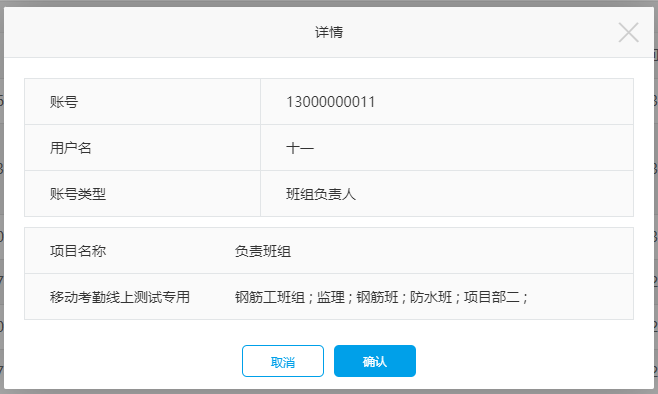 详情
账号 13000000011
用户名 十一
账号类型 班组负责人
项目名称 负责班组
移动考勤线上测试专用 钢筋工班组 ; 监理 ; 钢筋班 ; 防水班 ; 项目部二 ;
取消 确认